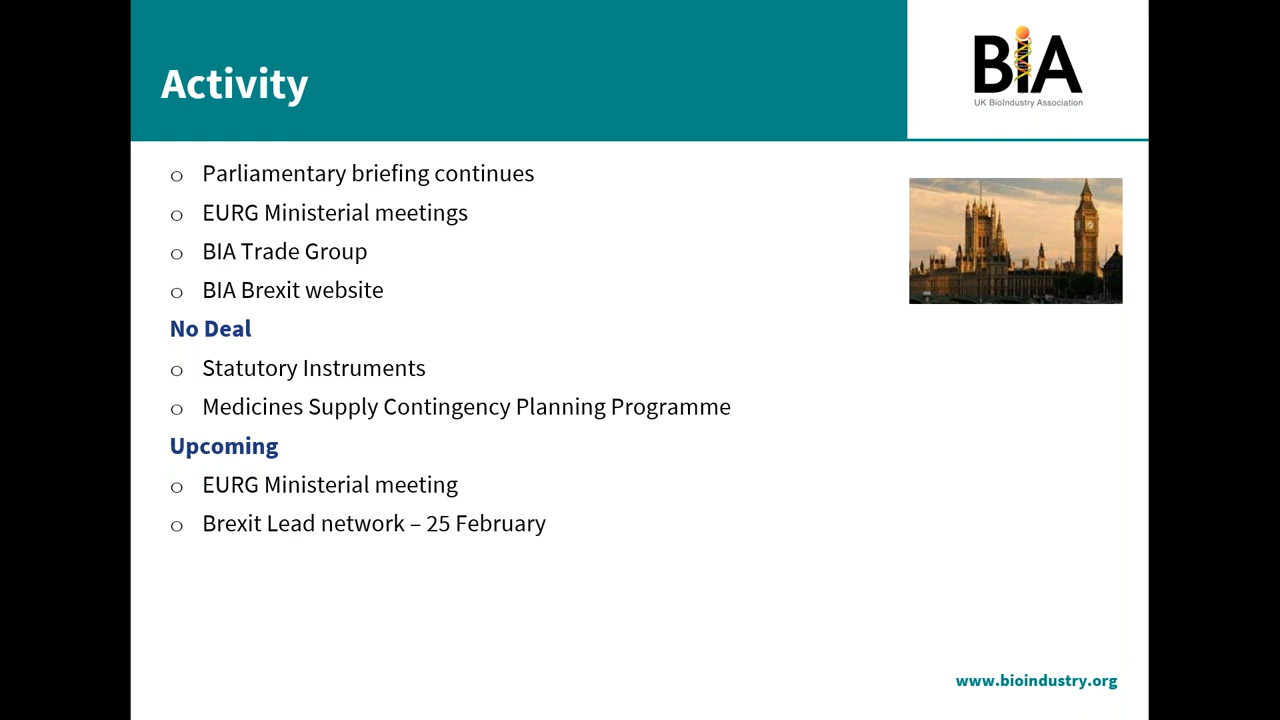 Activity
BiA
UK BioIndustry Association
o Parliamentary briefing continues
o EURG Ministerial meetings
o BIA Trade Group
o BIA Brexit website
No Deal
o Statutory Instruments
o Medicines Supply Contingency Planning Programme
Upcoming
o EURG Ministerial meeting
o Brexit Lead network – 25 February
www.bioindustry.org